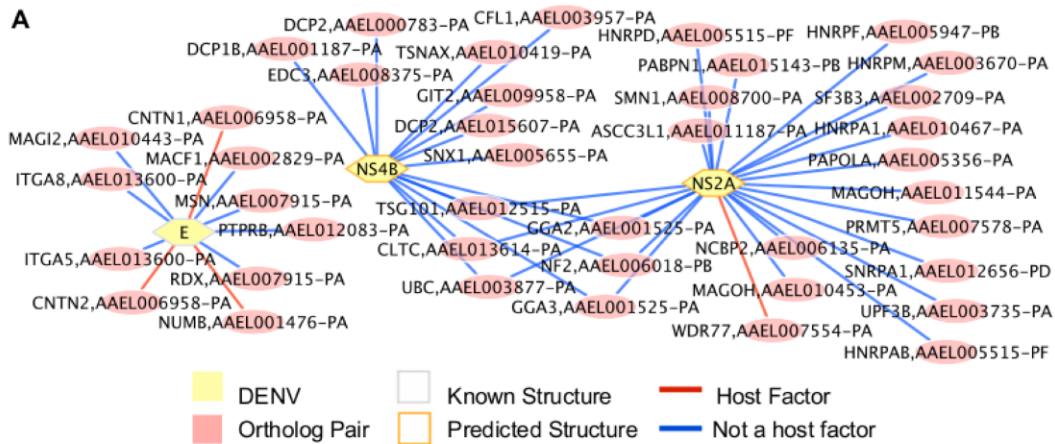 A
DCP2,AAEL000783-PA
CFL1,AAEL003957-PA
HNRPD,AAEL005515-PF
HNRPF,AAEL005947-PB
DCP1B,AAEL001187-PA
TSNAX,AAEL010419-PA
PABPN1,AAEL015143-PB
HNRPM,AAEL003670-PA
EDC3,AAEL008375-PA
GIT2,AAEL009958-PA
SMN1,AAEL008700-PA
SF3B3,AAEL002709-PA
CNTN1,AAEL006958-PA
DCP2,AAEL015607-PA
ASCC3L1,AAEL011187-PA
HNRPA1,AAEL010467-PA
MAGI2,AAEL010443-PA
MACF1,AAEL002829-PA
SNX1,AAEL005655-PA
PAPOLA,AAEL005356-PA
ITGA8,AAEL013600-PA
NS4B
NS2A
MAGOH,AAEL011544-PA
MSN,AAEL007915-PA
TSG101,AAEL012515-PA
E
PTPRB,AAEL012083-PA
GGA2,AAEL001525-PA
PRMT5,AAEL007578-PA
CLTC,AAEL013614-PA
NCBP2,AAEL006135-PA
ITGA5,AAEL013600-PA
RDX,AAEL007915-PA
NF2,AAEL006018-PB
SNRPA1,AAEL012656-PD
UBC,AAEL003877-PA
MAGOH,AAEL010453-PA
CNTN2,AAEL006958-PA
GGA3,AAEL001525-PA
UPF3B,AAEL003735-PA
NUMB,AAEL001476-PA
WDR77,AAEL007554-PA
HNRPAB,AAEL005515-PF
DENV
Known Structure
Host Factor
Ortholog Pair
Predicted Structure
Not a host factor